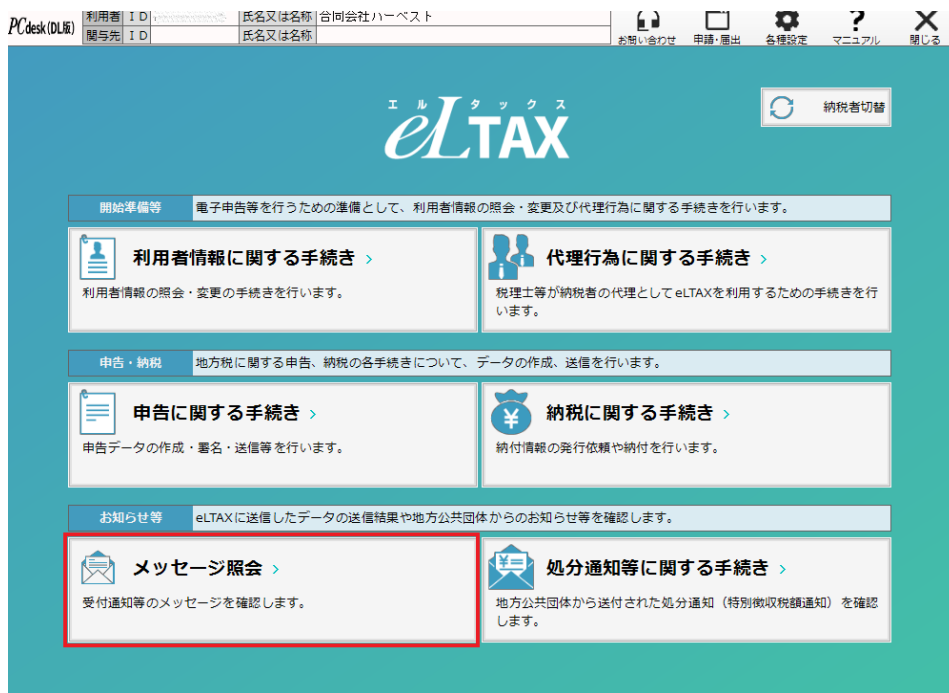 PCdesk(DL版)
利用者 ID 氏名又は名称 合同会社ハーベスト
関与先 ID 氏名又は名称
お問い合わせ 申請・届出 各種設定 マニュアル 閉じる
エルタックス
eLTAX
納税者切替
開始準備等 電子申告等を行うための準備として、利用者情報の照会・変更及び代理行為に関する手続きを行います。
利用者情報に関する手続き >
利用者情報の照会・変更の手続きを行います。
代理行為に関する手続き >
税理士等が納税者の代理としてeLTAXを利用するための手続きを行
います。
申告・納税 地方税に関する申告、納税の各手続きについて、データの作成、送信を行います。
申告に関する手続き >
申告データの作成・署名・送信等を行います。
納税に関する手続き >
納付情報の発行依頼や納付を行います。
お知らせ等 eLTAXに送信したデータの送信結果や地方公共団体からのお知らせ等を確認します。
メッセージ照会 >
受付通知等のメッセージを確認します。
処分通知等に関する手続き >
地方公共団体から送付された処分通知（特別徴収税額通知）を確認
します。